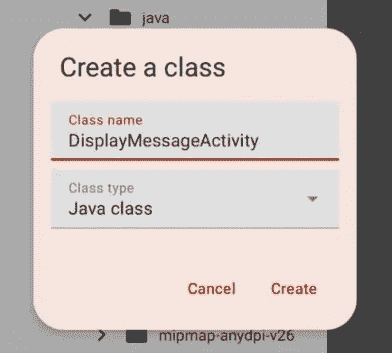 java
Create a class
Class name
DisplayMessageActivity
Class type
Java class
Cancel Create
mipmap-anydpi-v26